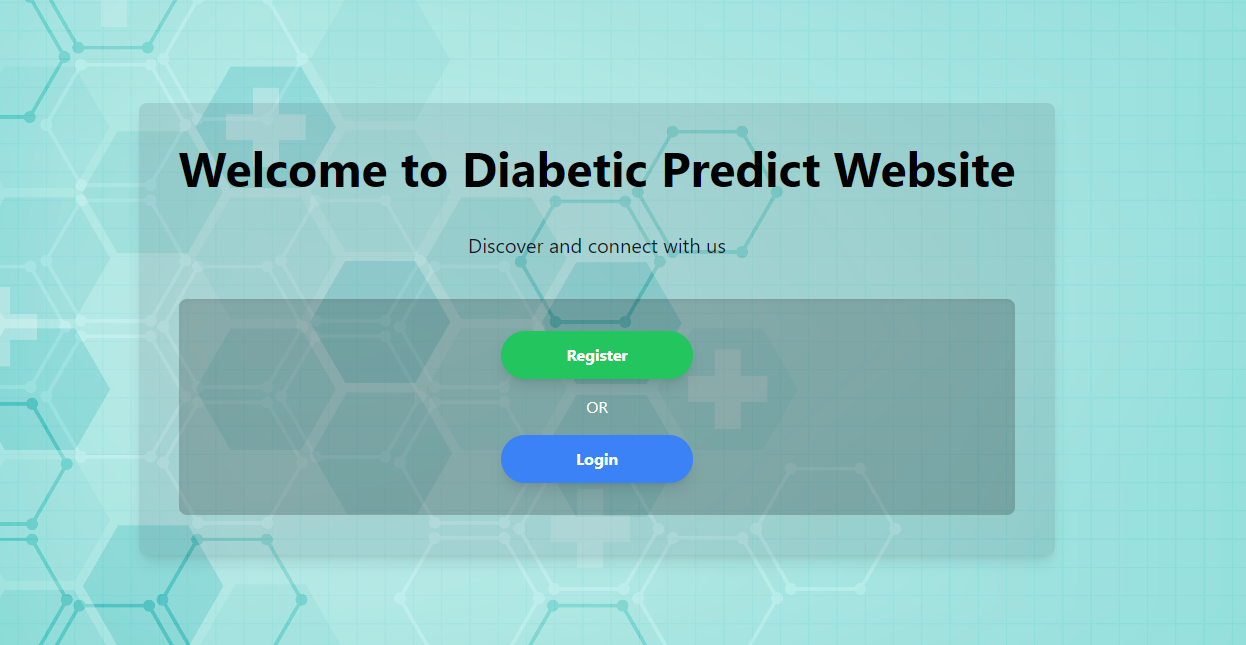 Welcome to Diabetic Predict Website
Discover and connect with us
Register
OR
Login